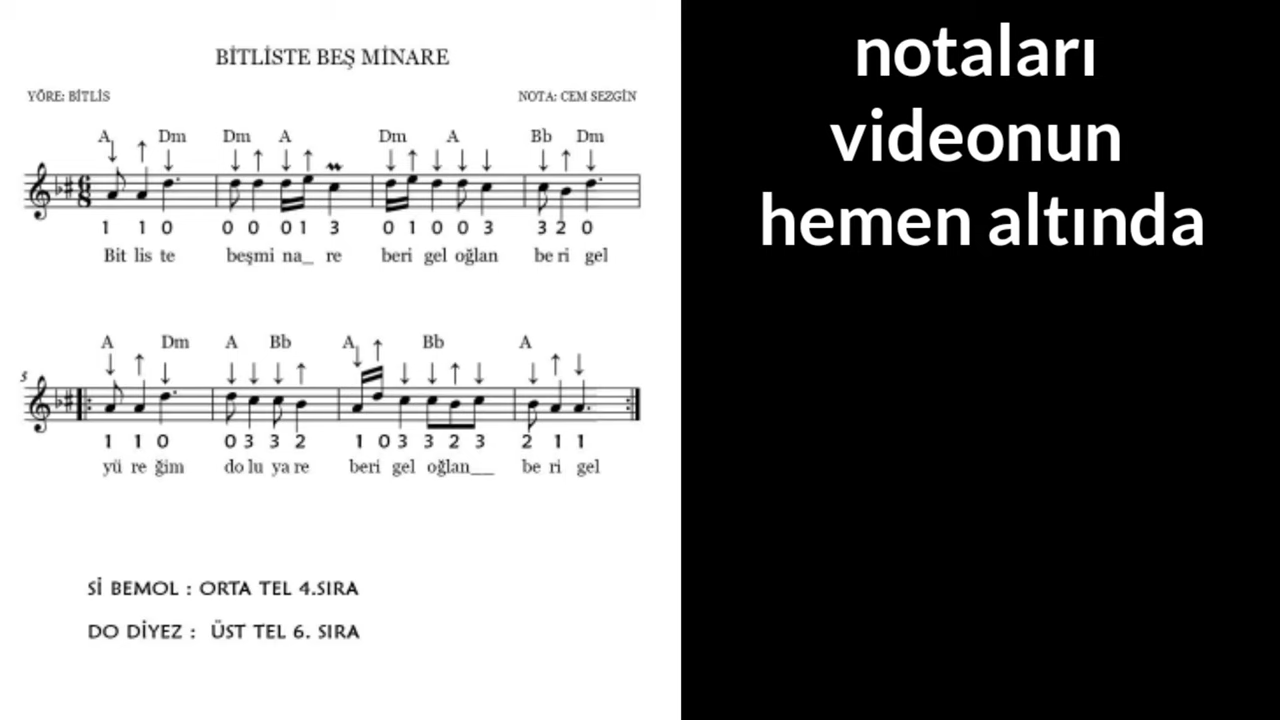 BİTLİSTE BEŞ MİNARE
YÖRE: BİTLİS NOTA: CEM SEZGİN
A Dm Dm A Dm A Bb Dm
6
8
1 1 0 0 0 0 1 3 0 1 0 0 3 3 2 0
Bit lis te beşmi na_ re beri gel oğlan be ri gel
A Dm A Bb A Bb A
5
1 1 0 0 3 3 2 1 0 3 3 2 3 2 1 1
yü re ğim do lu ya re beri gel oğlan__ be ri gel
Sİ BEMOL : ORTA TEL 4.SIRA
DO DİYEZ : ÜST TEL 6. SIRA
notaları
videonun
hemen altında